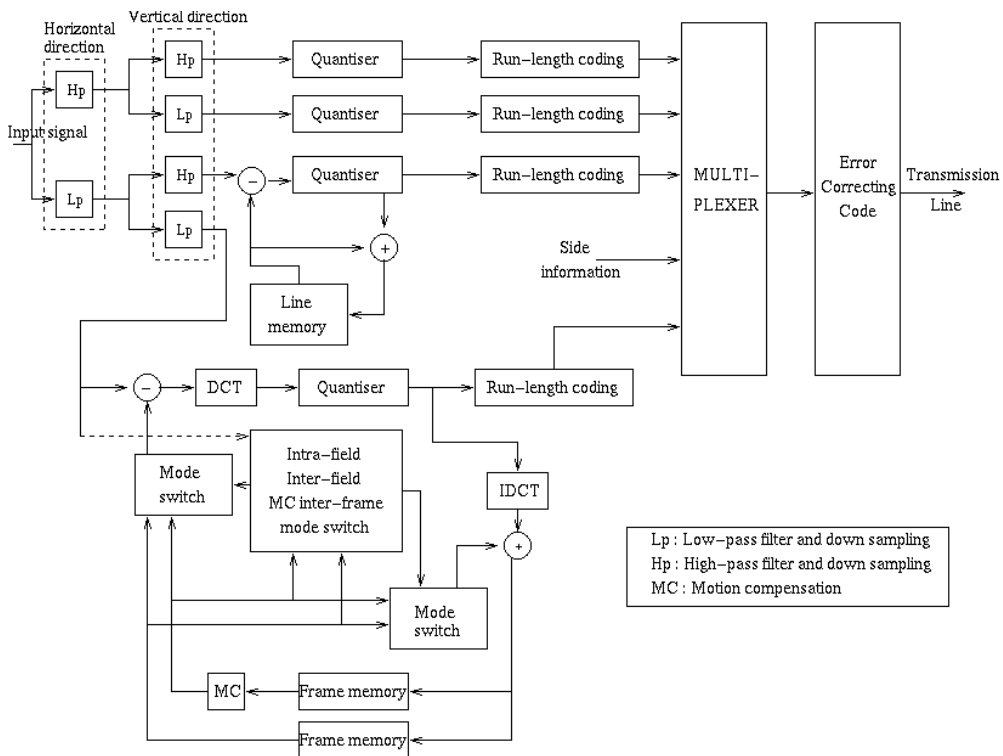 Vertical direction
Horizontal
direction
Hp
Quantiser
Run-length coding
Hp
Lp
Quantiser
Run-length coding
Input signal
Hp
-
Quantiser
Run-length coding
MULTI-
PLEXER
Error
Correcting
Code
Transmission
Line
Lp
Lp
+
Side
information
Line
memory
-
DCT
Quantiser
Run-length coding
Mode
switch
Intra-field
Inter-field
MC inter-frame
mode switch
IDCT
+
Mode
switch
Lp : Low-pass filter and down sampling
Hp : High-pass filter and down sampling
MC : Motion compensation
MC
Frame memory
Frame memory